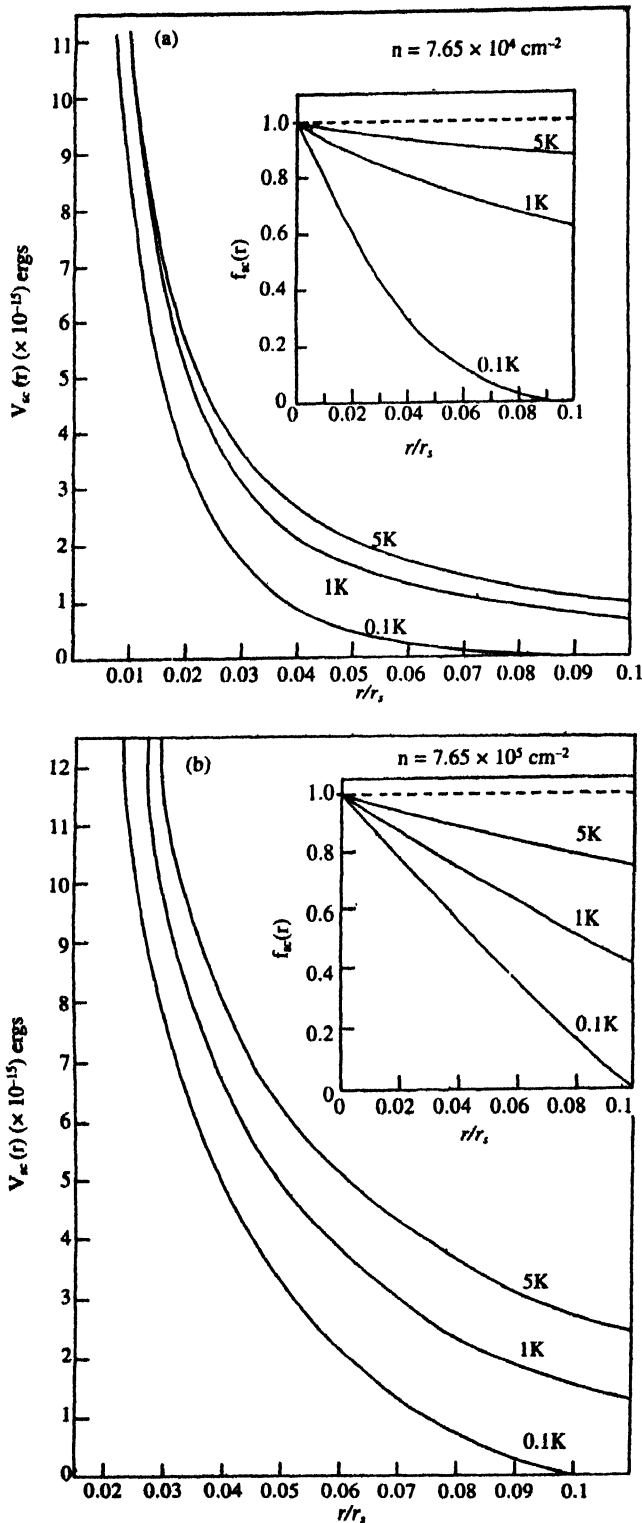 (a)
n = 7.65 × 10⁴ cm⁻²
11
10
9
8
7
6
5
4
3
2
1
0
V_sc(r) (× 10⁻¹⁵) ergs
0.01 0.02 0.03 0.04 0.05 0.06 0.07 0.08 0.09 0.1
r/r_s
5K
1K
0.1K
1.0
0.8
0.6
0.4
0.2
0
f_sc(r)
0 0.02 0.04 0.06 0.08 0.1
r/r_s
5K
1K
0.1K
(b)
n = 7.65 × 10⁵ cm⁻²
12
11
10
9
8
7
6
5
4
3
2
1
0
V_sc(r) (× 10⁻¹⁵) ergs
0.02 0.03 0.04 0.05 0.06 0.07 0.08 0.09 0.1
r/r_s
5K
1K
0.1K
1.0
0.8
0.6
0.4
0.2
0
f_sc(r)
0 0.02 0.04 0.06 0.08 0.1
r/r_s
5K
1K
0.1K